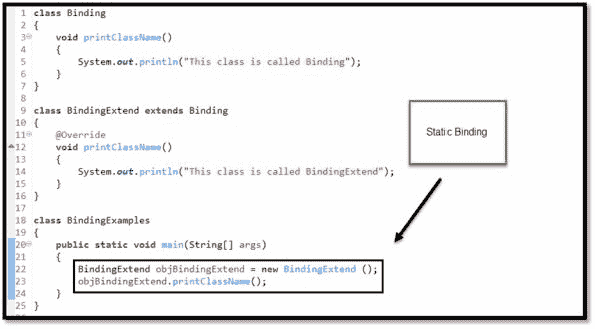 1 class Binding
2 {
3 void printClassName()
4 {
5 System.out.println("This class is called Binding");
6 }
7 }
8
9 class BindingExtend extends Binding
10 {
11 @Override
12 void printClassName()
13 {
14 System.out.println("This class is called BindingExtend");
15 }
16 }
17
18 class BindingExamples
19 {
20 public static void main(String[] args)
21 {
22 BindingExtend objBindingExtend = new BindingExtend ();
23 objBindingExtend.printClassName();
24 }
25 }
Static Binding